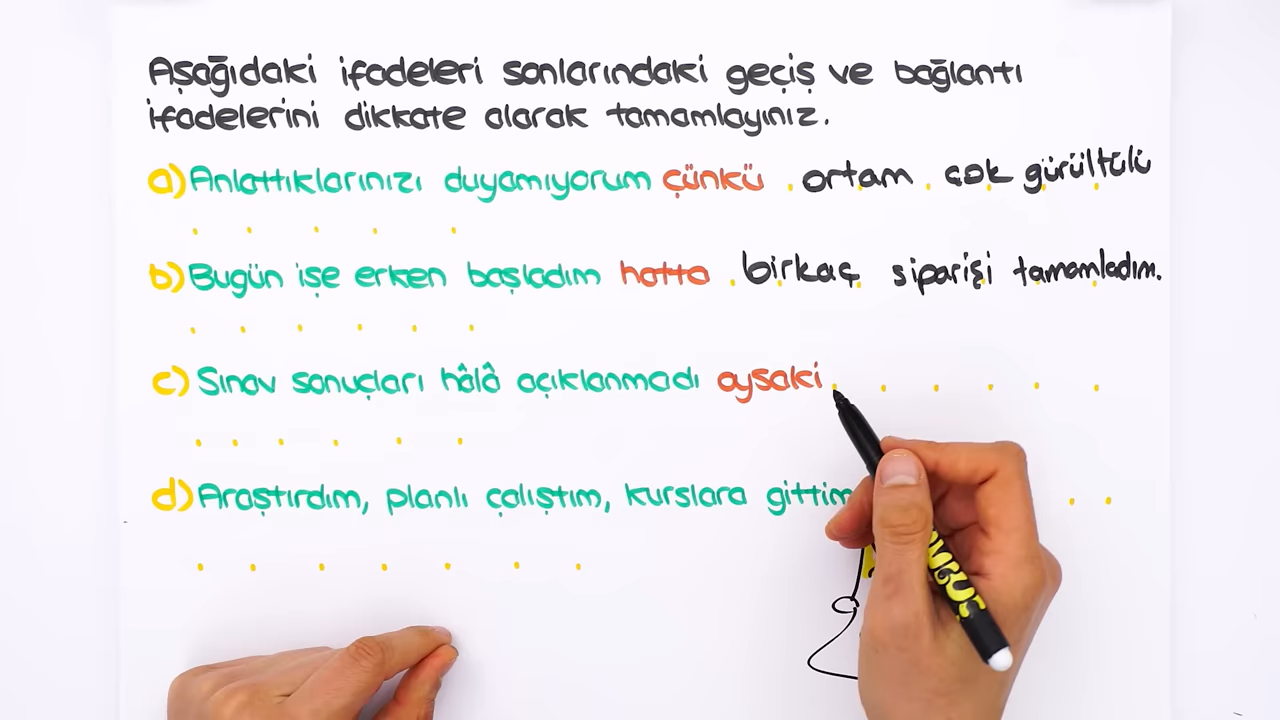 Aşağıdaki ifadeleri sonlarındaki geçiş ve bağlantı
ifadelerini dikkate alarak tamamlayınız.
a) Anlattıklarınızı duyamıyorum çünkü ortam çok gürültülü
b) Bugün işe erken başladım hatta birkaç siparişi tamamladım.
c) Sınav sonuçları hâlâ açıklanmadı oysaki
d) Araştırdım, planlı çalıştım, kurslara gittim